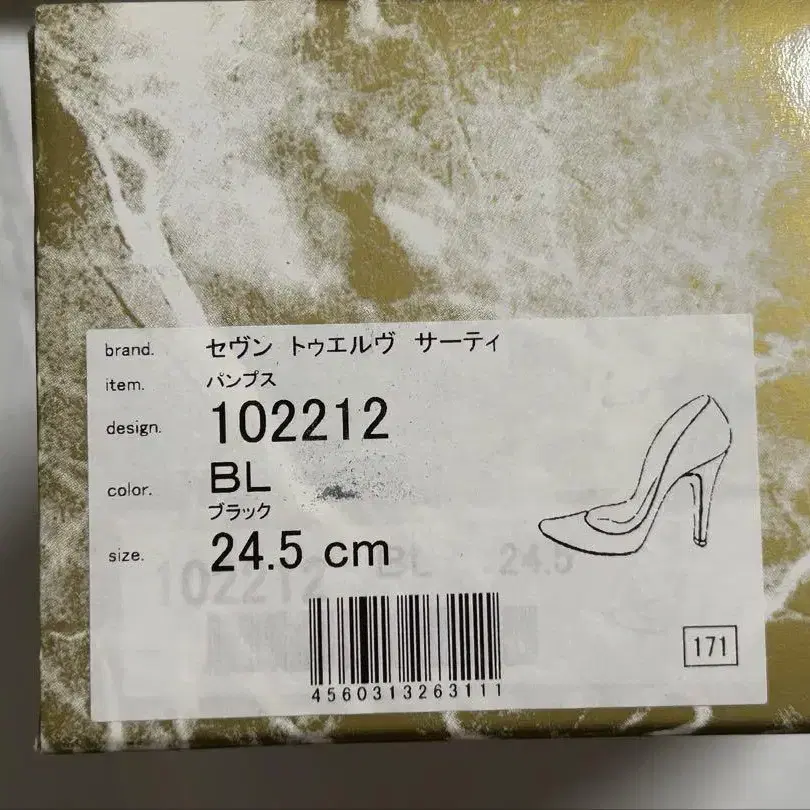 brand. セヴン トゥエルヴ サーティ
item. パンプス
design. 102212
color. BL
ブラック
size. 24.5 cm
102212 BL 24.5
4560313263111
171